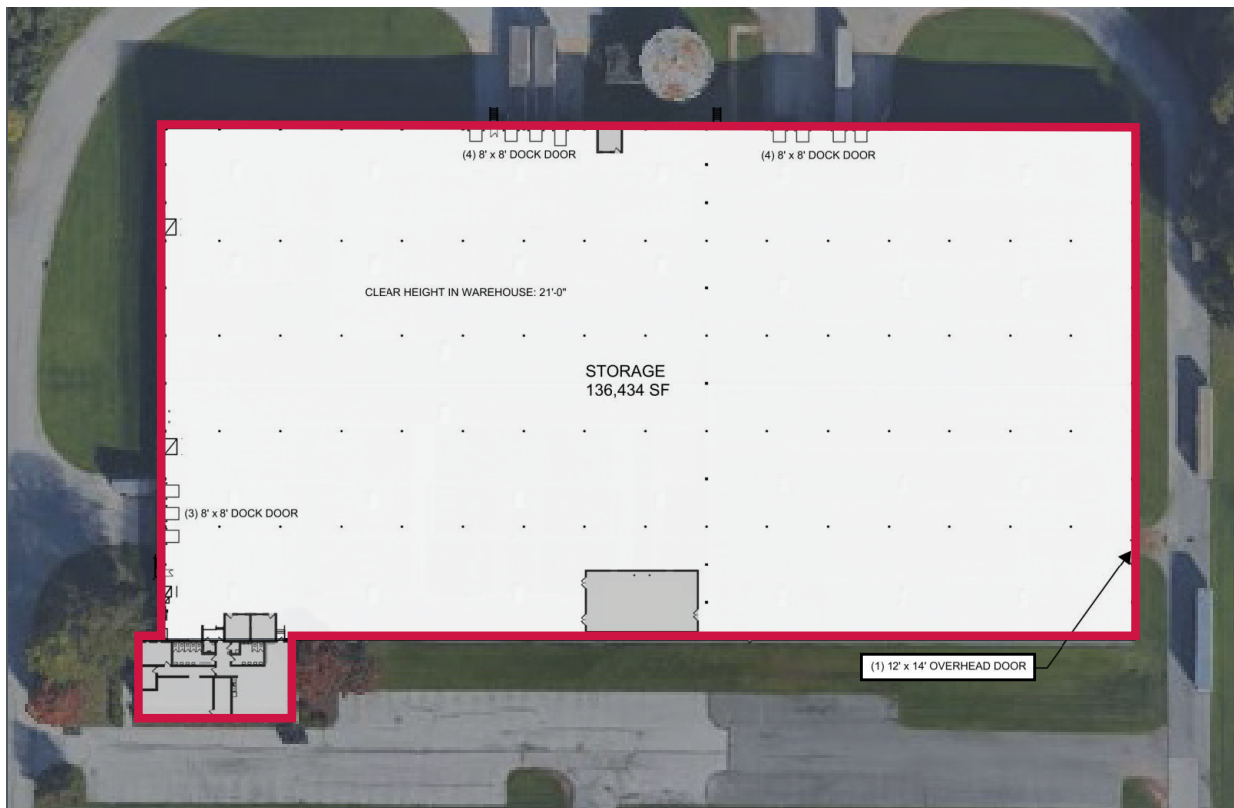 (4) 8' x 8' DOCK DOOR
(4) 8' x 8' DOCK DOOR
CLEAR HEIGHT IN WAREHOUSE: 21'-0"
STORAGE
136,434 SF
(3) 8' x 8' DOCK DOOR
(1) 12' x 14' OVERHEAD DOOR